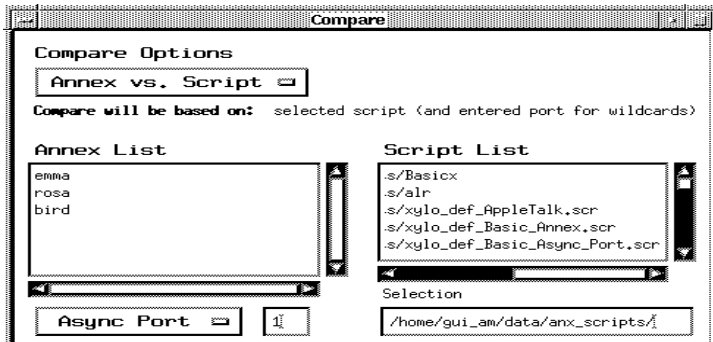 Compare
Compare Options
Annex vs. Script
Compare will be based on: selected script (and entered port for wildcards)
Annex List
emma
rosa
bird
Script List
.s/Basicx
.s/alr
.s/xylo_def_AppleTalk.scr
.s/xylo_def_Basic_Annex.scr
.s/xylo_def_Basic_Async_Port.scr
Selection
Async Port
1
/home/gui_am/data/anx_scripts/